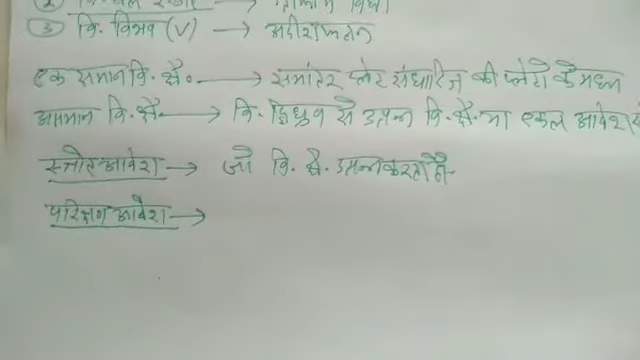 ③ वि. विभव (V) → अदीशफलन
एक समान वि. क्षै. → समांतर प्लेट संधारित्र की प्लेटों के मध्य
असमान वि. क्षै. → वि. द्विध्रुव से उत्पन्न वि. क्षै. या एकल आवेश
स्त्रोत आवेश → जो वि. क्षै. उत्पन्न करता है
परिक्षण आवेश →